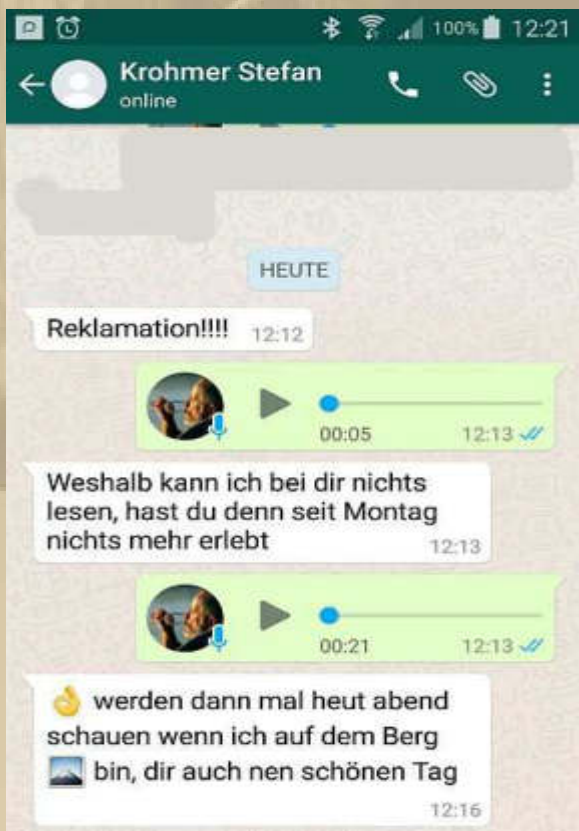 100% 12:21
Krohmer Stefan
online
HEUTE
Reklamation!!!! 12:12
00:05 12:13
Weshalb kann ich bei dir nichts
lesen, hast du denn seit Montag
nichts mehr erlebt 12:13
00:21 12:13
👌 werden dann mal heut abend
schauen wenn ich auf dem Berg
🗻 bin, dir auch nen schönen Tag
12:16